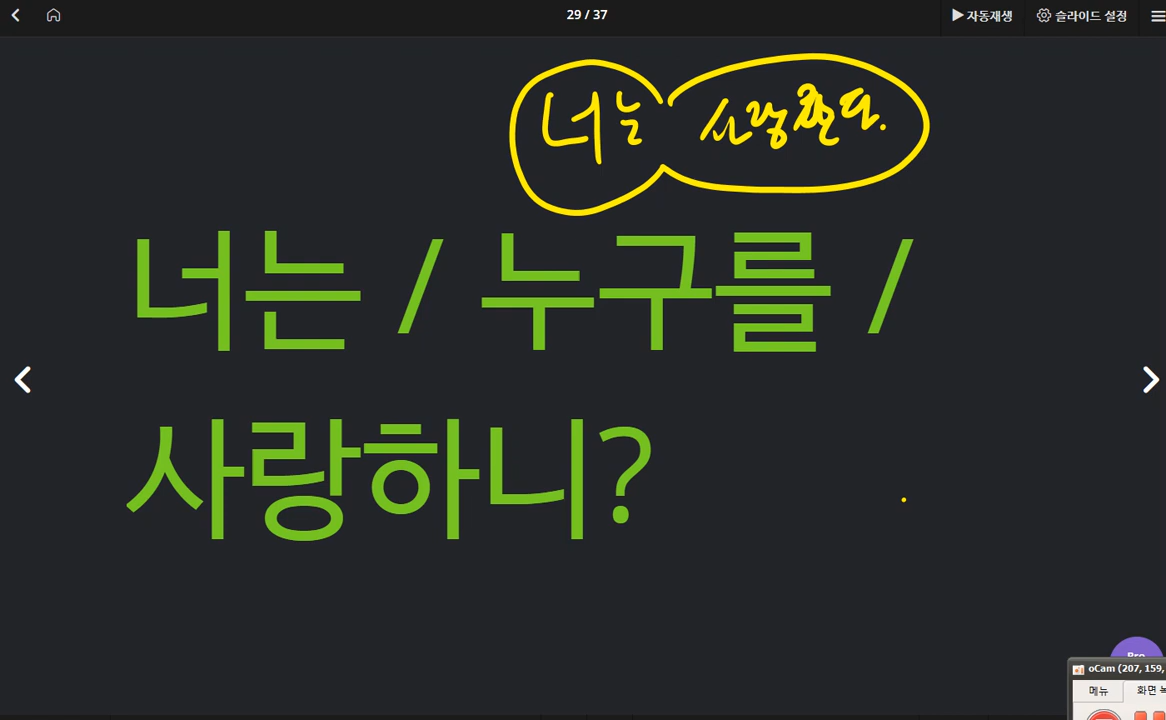 29 / 37
자동재생
슬라이드 설정
너는 사랑한다.
너는 / 누구를 /
사랑하니?
oCam (207, 159,
메뉴
화면